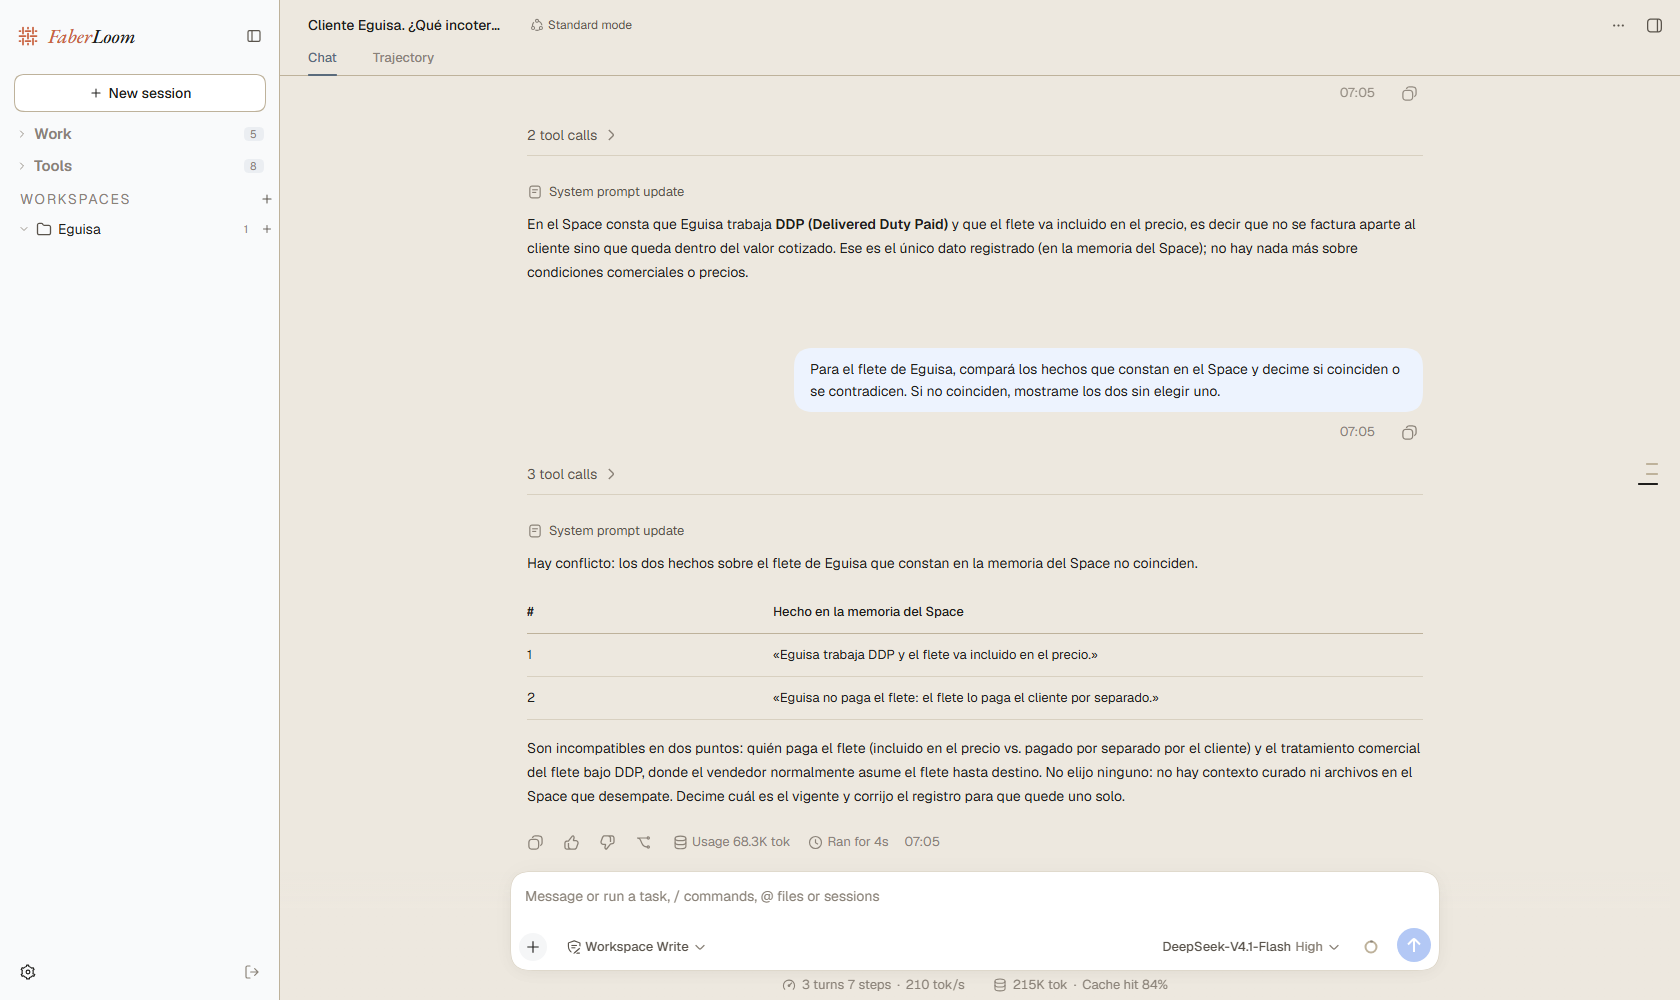 FaberLoom
New session
Work 5
Tools 8
WORKSPACES
Eguisa 1
Cliente Eguisa. ¿Qué incoter...
Standard mode
Chat
Trajectory
07:05
2 tool calls
System prompt update
En el Space consta que Eguisa trabaja DDP (Delivered Duty Paid) y que el flete va incluido en el precio, es decir que no se factura aparte al
cliente sino que queda dentro del valor cotizado. Ese es el único dato registrado (en la memoria del Space); no hay nada más sobre
condiciones comerciales o precios.
Para el flete de Eguisa, compará los hechos que constan en el Space y decime si coinciden o
se contradicen. Si no coinciden, mostrame los dos sin elegir uno.
07:05
3 tool calls
System prompt update
Hay conflicto: los dos hechos sobre el flete de Eguisa que constan en la memoria del Space no coinciden.
# Hecho en la memoria del Space
1 «Eguisa trabaja DDP y el flete va incluido en el precio.»
2 «Eguisa no paga el flete: el flete lo paga el cliente por separado.»
Son incompatibles en dos puntos: quién paga el flete (incluido en el precio vs. pagado por separado por el cliente) y el tratamiento comercial
del flete bajo DDP, donde el vendedor normalmente asume el flete hasta destino. No elijo ninguno: no hay contexto curado ni archivos en el
Space que desempate. Decime cuál es el vigente y corrijo el registro para que quede uno solo.
Usage 68.3K tok Ran for 4s 07:05
Message or run a task, / commands, @ files or sessions
Workspace Write
DeepSeek-V4.1-Flash High
3 turns 7 steps · 210 tok/s 215K tok · Cache hit 84%